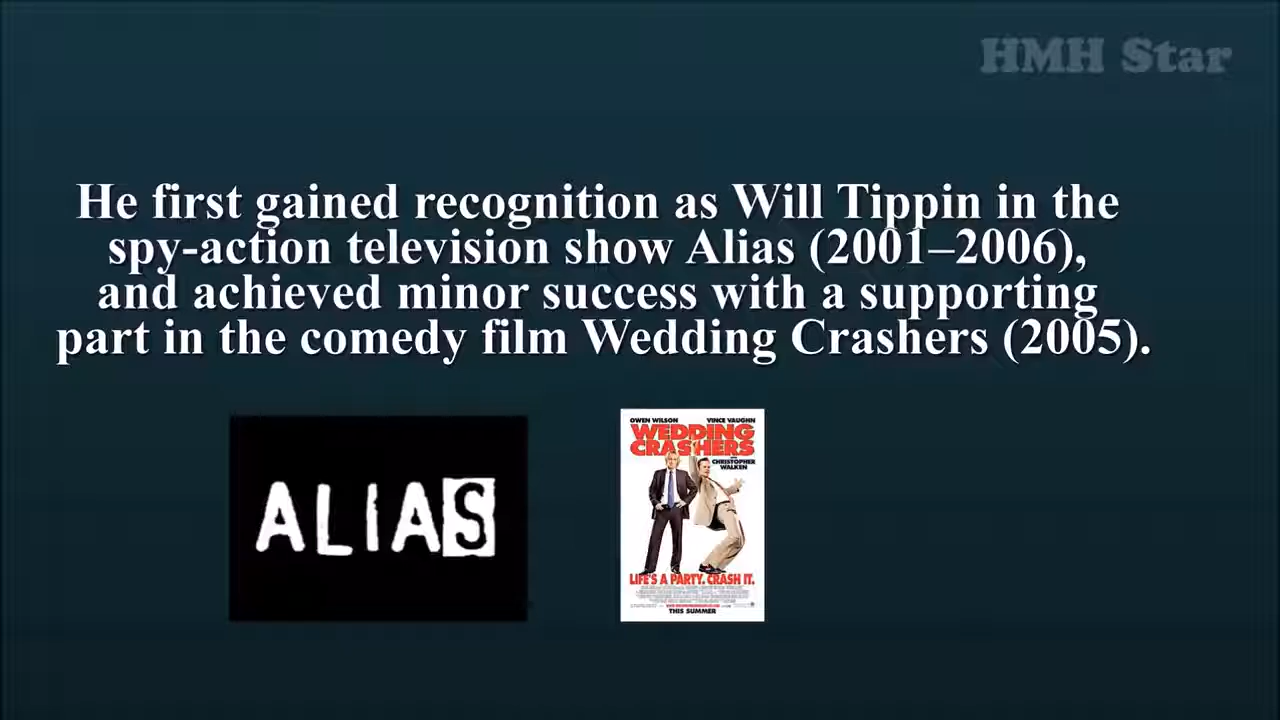 HMH Star
He first gained recognition as Will Tippin in the
spy-action television show Alias (2001–2006),
and achieved minor success with a supporting
part in the comedy film Wedding Crashers (2005).
ALIAS
OWEN WILSON VINCE VAUGHN
WEDDING
CRASHERS
CHRISTOPHER
WALKEN
LIFE'S A PARTY. CRASH IT.
THIS SUMMER